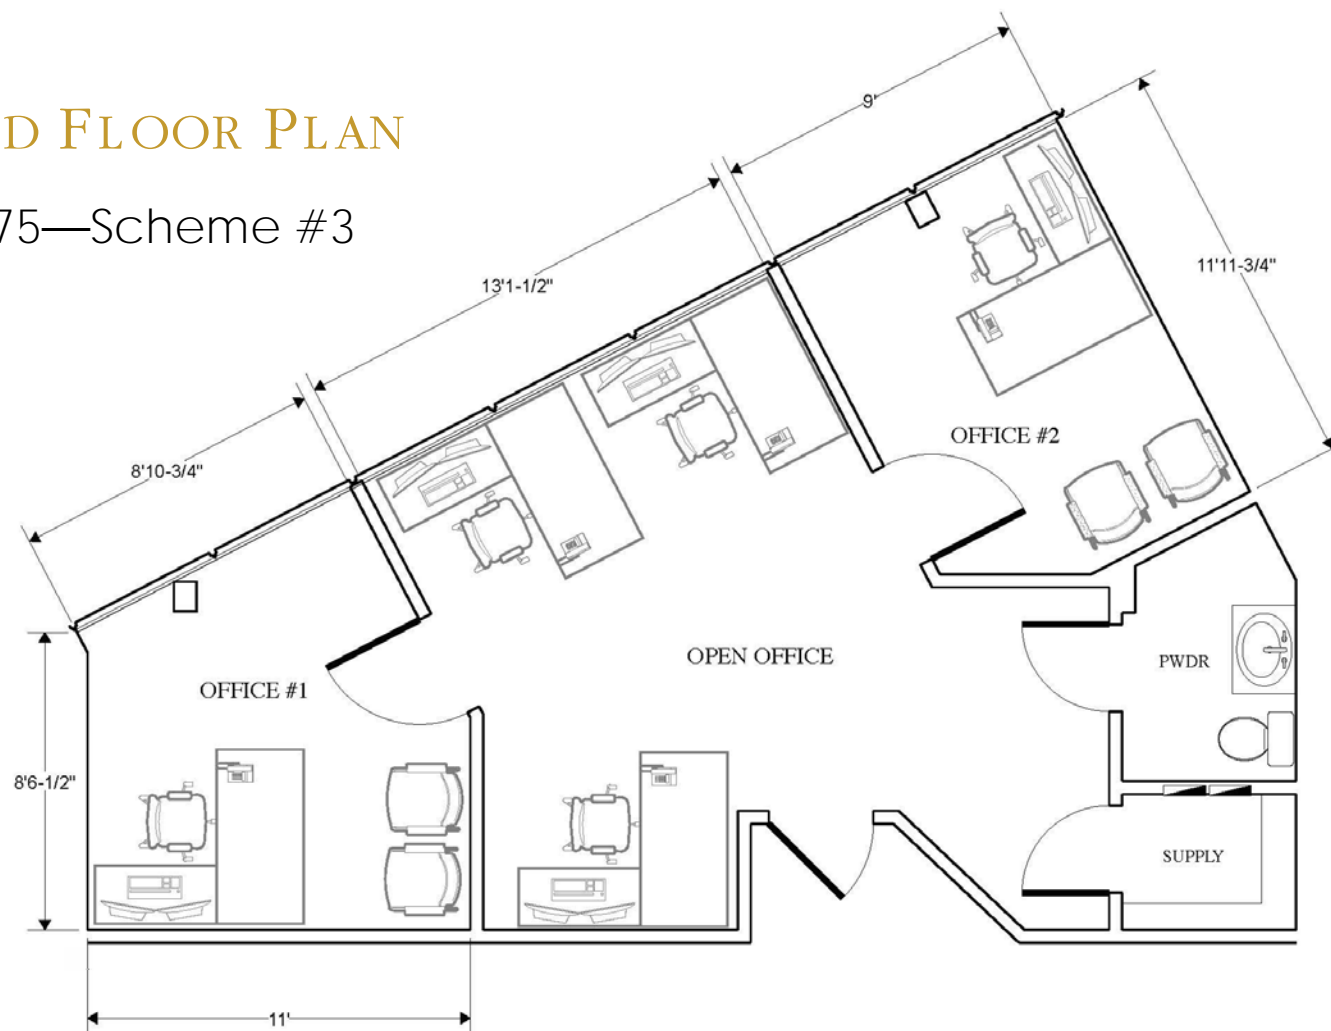 D FLOOR PLAN
75—Scheme #3
9'
13'1-1/2"
11'11-3/4"
8'10-3/4"
OFFICE #2
OPEN OFFICE
PWDR
OFFICE #1
8'6-1/2"
SUPPLY
11'